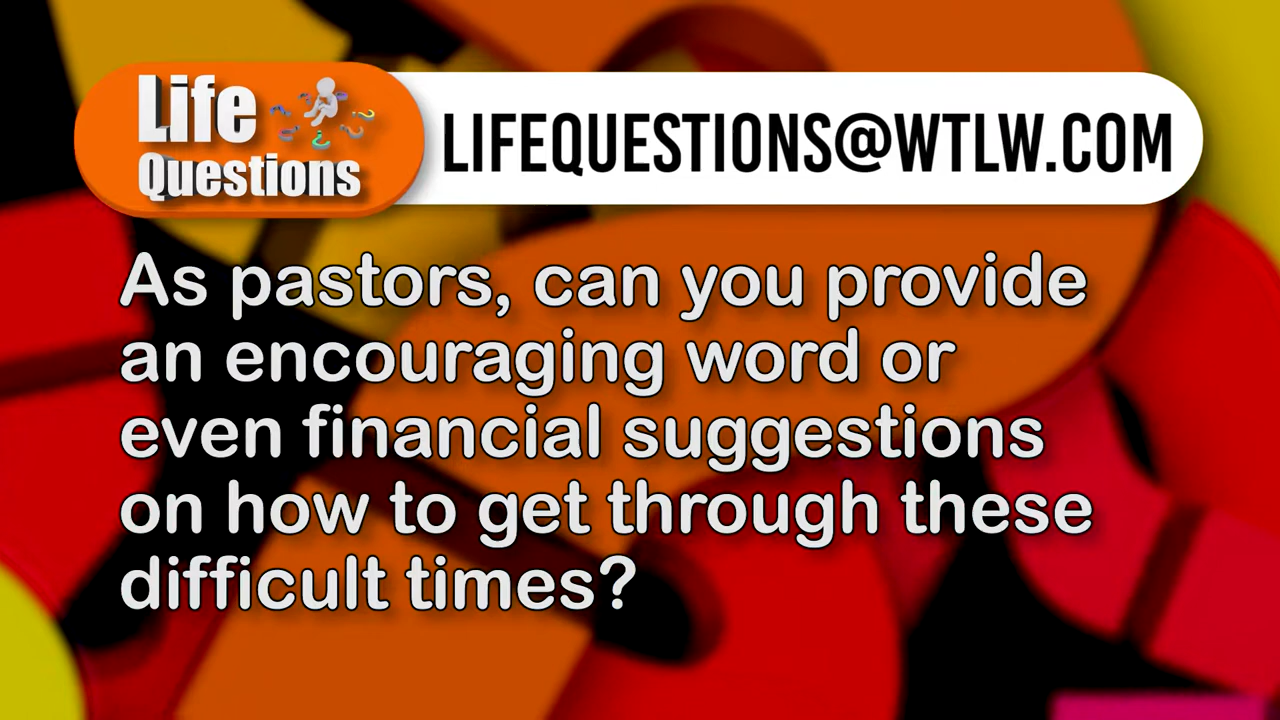 Life
Questions
LIFEQUESTIONS@WTLW.COM
As pastors, can you provide
an encouraging word or
even financial suggestions
on how to get through these
difficult times?